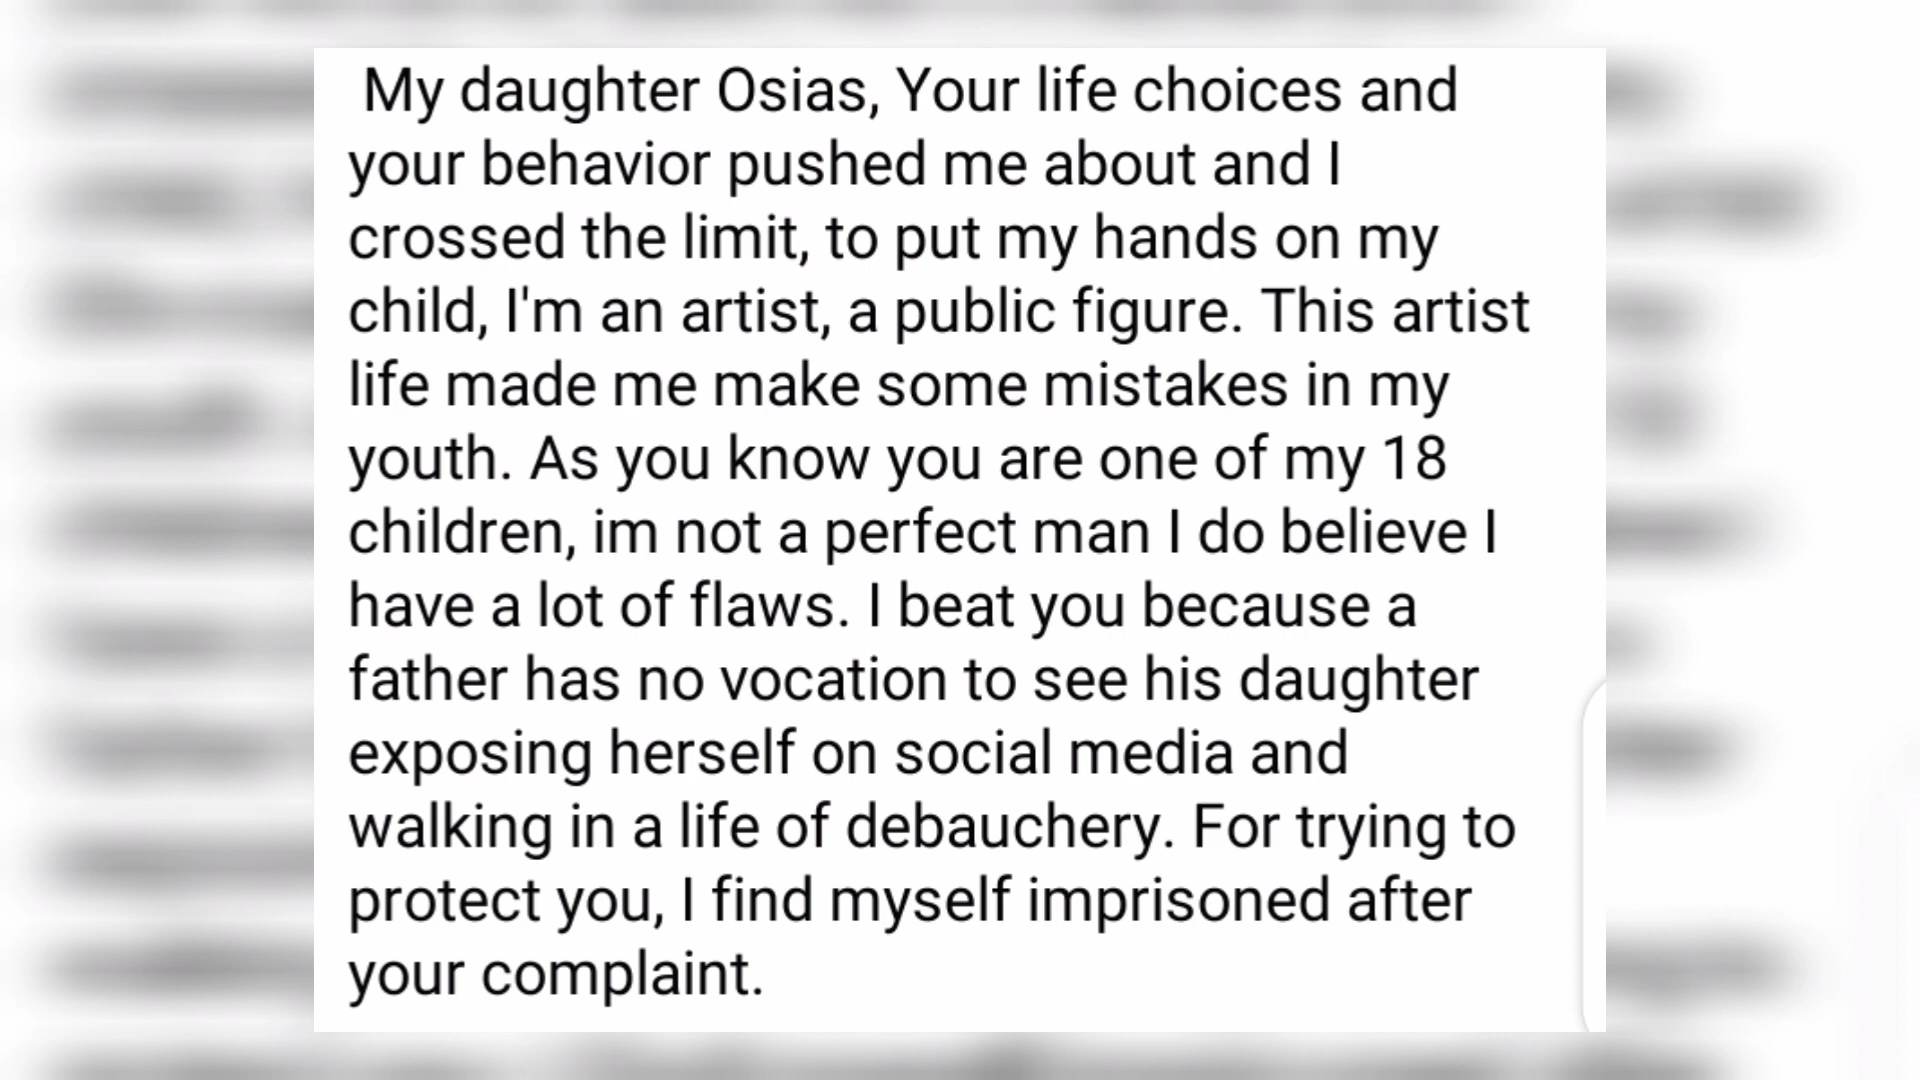 My daughter Osias, Your life choices and
your behavior pushed me about and I
crossed the limit, to put my hands on my
child, I'm an artist, a public figure. This artist
life made me make some mistakes in my
youth. As you know you are one of my 18
children, im not a perfect man I do believe I
have a lot of flaws. I beat you because a
father has no vocation to see his daughter
exposing herself on social media and
walking in a life of debauchery. For trying to
protect you, I find myself imprisoned after
your complaint.